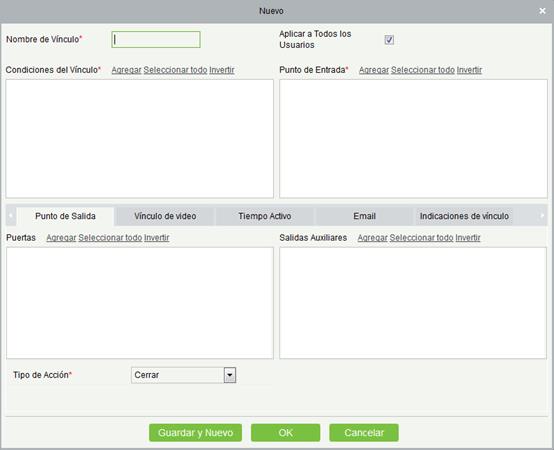 Nuevo
×
Nombre de Vínculo*
Aplicar a Todos los Usuarios
Condiciones del Vínculo* Agregar Seleccionar todo Invertir
Punto de Entrada* Agregar Seleccionar todo Invertir
Punto de Salida
Vínculo de video
Tiempo Activo
Email
Indicaciones de vínculo
Puertas Agregar Seleccionar todo Invertir
Salidas Auxiliares Agregar Seleccionar todo Invertir
Tipo de Acción* Cerrar
Guardar y Nuevo
OK
Cancelar